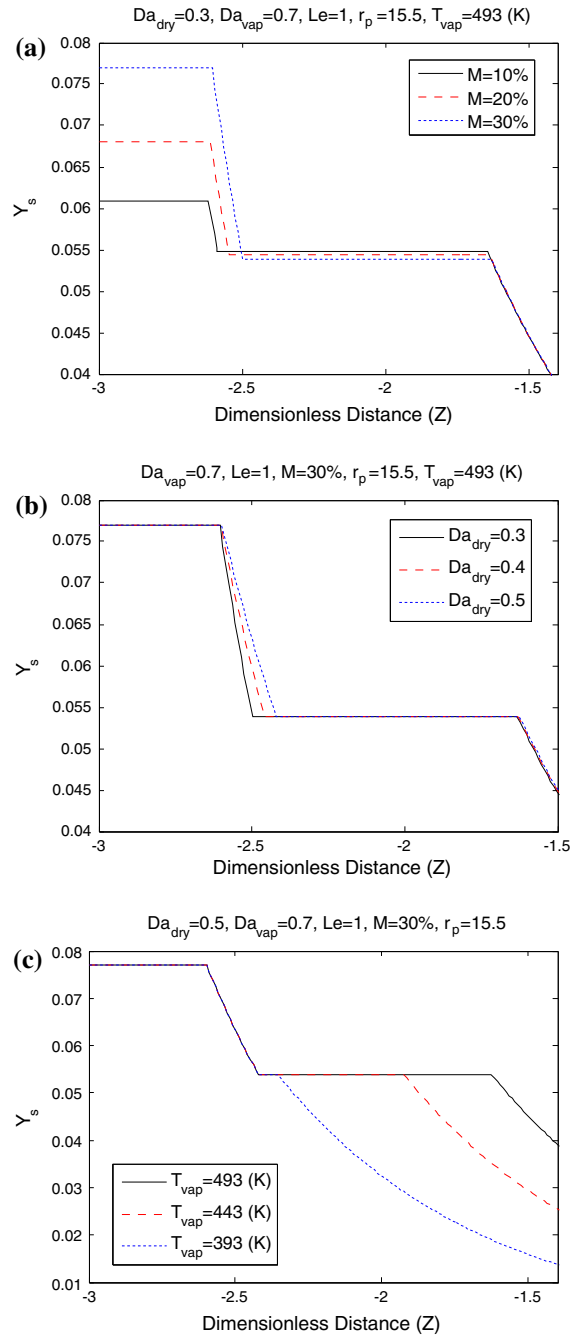 Da_dry=0.3, Da_vap=0.7, Le=1, r_p=15.5, T_vap=493 (K)
(a)
0.08
0.075
0.07
0.065
0.06
0.055
0.05
0.045
0.04
Y_s
M=10%
M=20%
M=30%
-3 -2.5 -2 -1.5
Dimensionless Distance (Z)
Da_vap=0.7, Le=1, M=30%, r_p=15.5, T_vap=493 (K)
(b)
0.08
0.075
0.07
0.065
0.06
0.055
0.05
0.045
0.04
Y_s
Da_dry=0.3
Da_dry=0.4
Da_dry=0.5
-3 -2.5 -2 -1.5
Dimensionless Distance (Z)
Da_dry=0.5, Da_vap=0.7, Le=1, M=30%, r_p=15.5
(c)
0.08
0.07
0.06
0.05
0.04
0.03
0.02
0.01
Y_s
T_vap=493 (K)
T_vap=443 (K)
T_vap=393 (K)
-3 -2.5 -2 -1.5
Dimensionless Distance (Z)